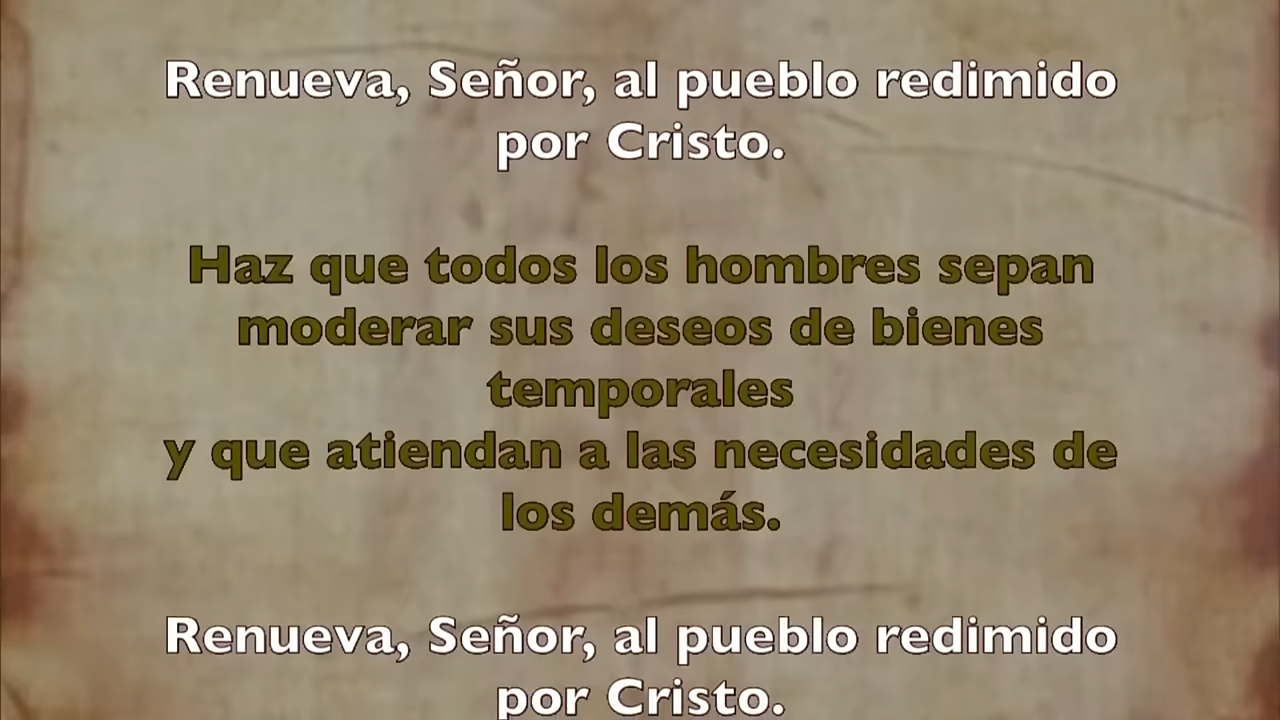 Renueva, Señor, al pueblo redimido
por Cristo.
Haz que todos los hombres sepan
moderar sus deseos de bienes
temporales
y que atiendan a las necesidades de
los demás.
Renueva, Señor, al pueblo redimido
por Cristo.